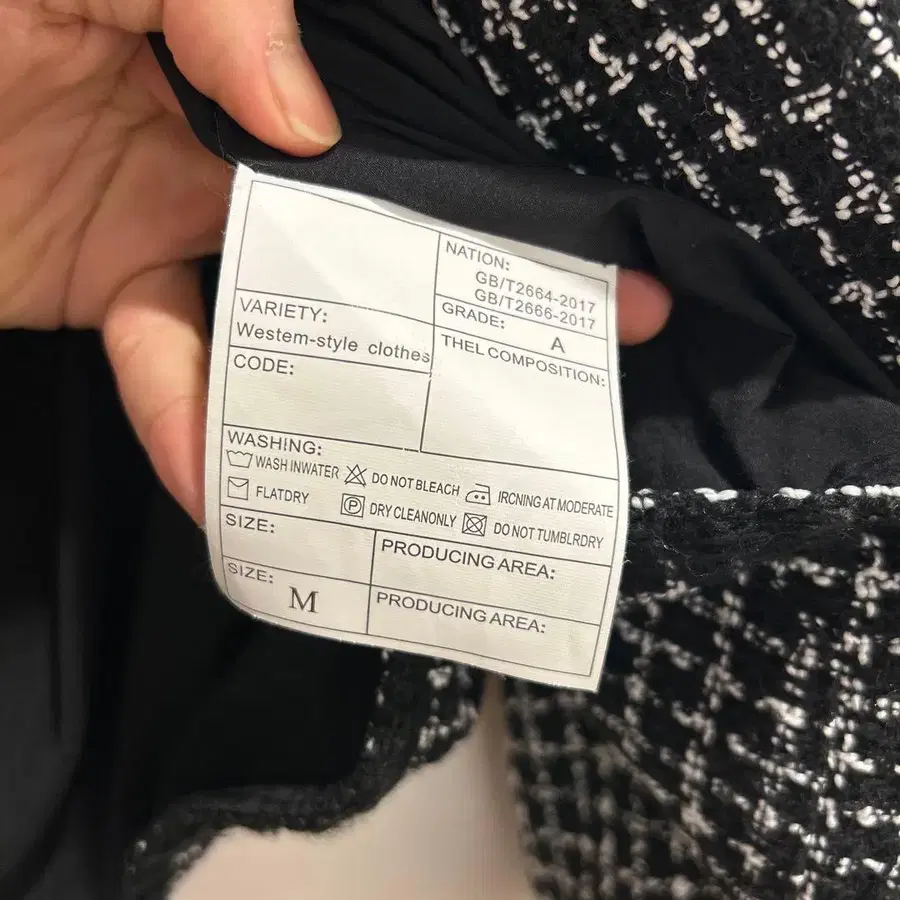 NATION:
GB/T2664-2017
GB/T2666-2017
VARIETY:
Westem-style clothes
GRADE:
A
CODE:
THEL COMPOSITION:
WASHING:
WASH INWATER DO NOT BLEACH IRCNING AT MODERATE
FLATDRY P DRY CLEANONLY DO NOT TUMBLRDRY
SIZE:
PRODUCING AREA:
SIZE:
M
PRODUCING AREA: